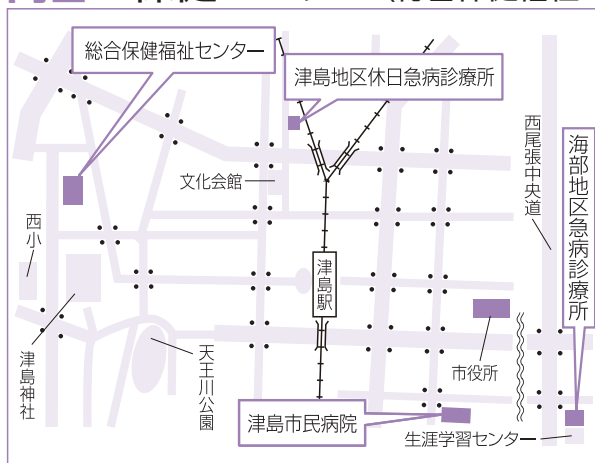 総合保健福祉センター
津島地区休日急病診療所
文化会館
西尾張中央道
海部地区急病診療所
西小
津島駅
津島神社
天王川公園
市役所
津島市民病院
生涯学習センター